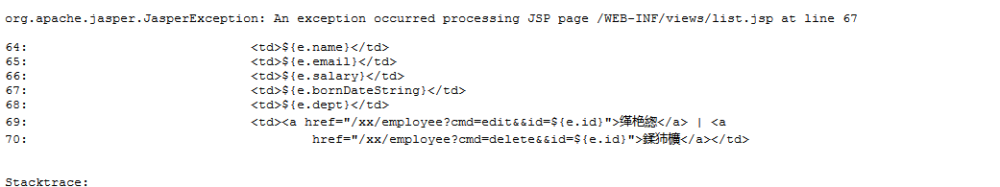 org.apache.jasper.JasperException: An exception occurred processing JSP page /WEB-INF/views/list.jsp at line 67
64: <td>${e.name}</td>
65: <td>${e.email}</td>
66: <td>${e.salary}</td>
67: <td>${e.bornDateString}</td>
68: <td>${e.dept}</td>
69: <td><a href="/xx/employee?cmd=edit&&id=${e.id}">缂栬緫</a> | <a
70: href="/xx/employee?cmd=delete&&id=${e.id}">鍒犻櫎</a></td>
Stacktrace: